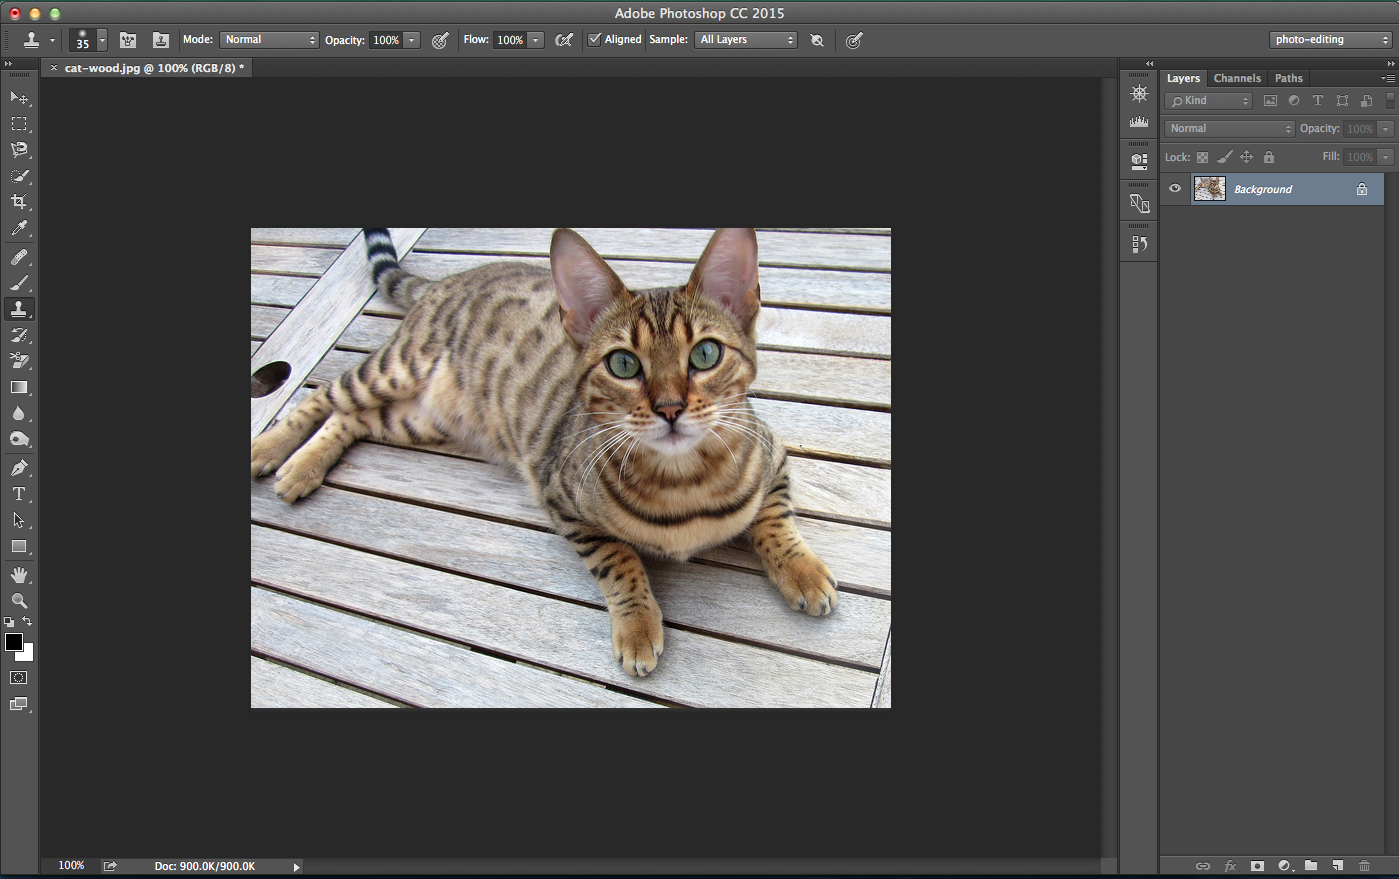 Adobe Photoshop CC 2015
35 Mode: Normal Opacity: 100% Flow: 100% Aligned Sample: All Layers photo-editing
× cat-wood.jpg @ 100% (RGB/8) *
Layers Channels Paths
Kind
Normal Opacity: 100%
Lock: Fill: 100%
Background
T
100% Doc: 900.0K/900.0K fx